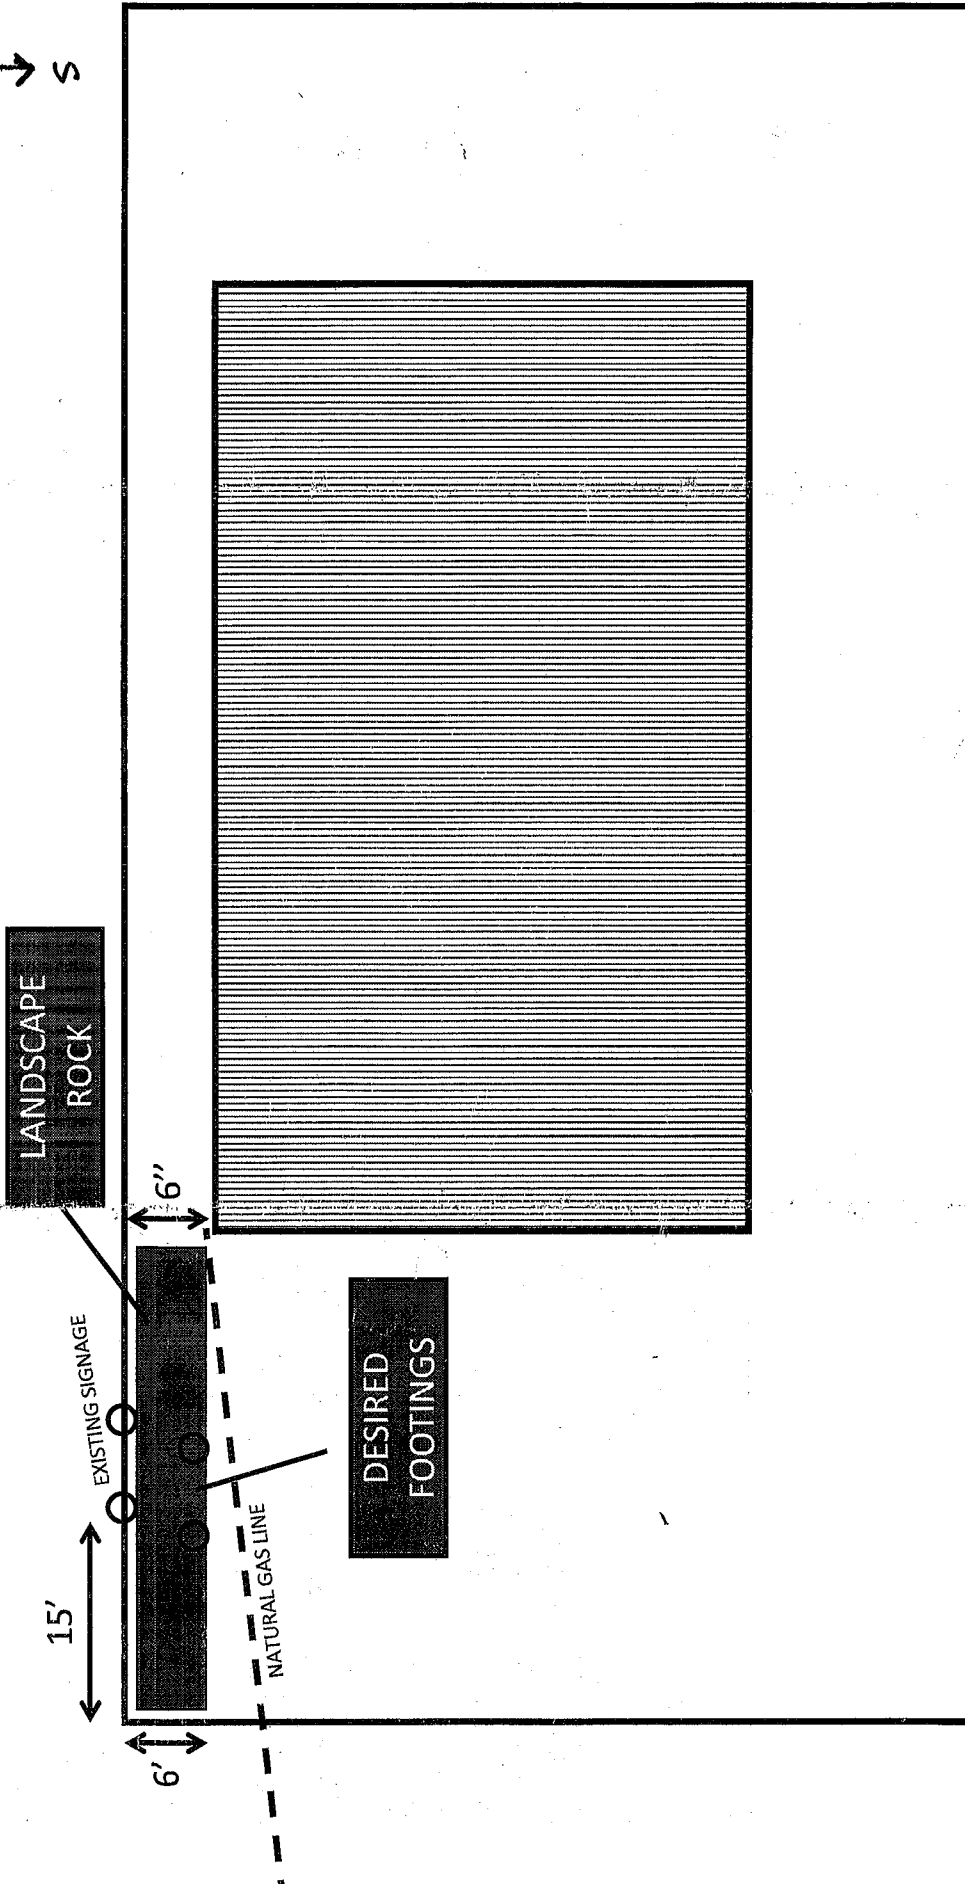 S
LANDSCAPE
ROCK
6’’
EXISTING SIGNAGE
DESIRED
FOOTINGS
NATURAL GAS LINE
15’
6’